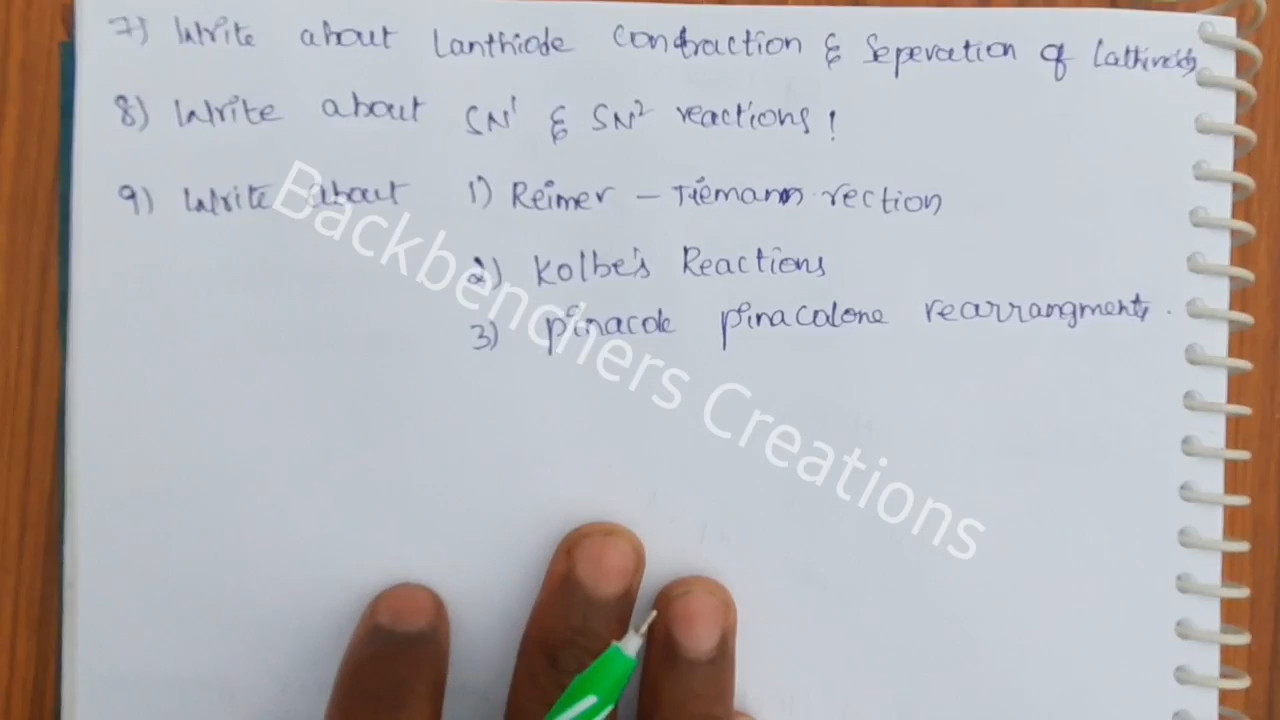 7) Write about Lanthiode Contraction & Seperation of
8) Write about SN1 & SN2 reactions!
9) Write about 1) Reimer - Tiemann rection
2) Kolbe's Reactions
3) pinacole pinacolone rearrangments.
Backbenchers Creations